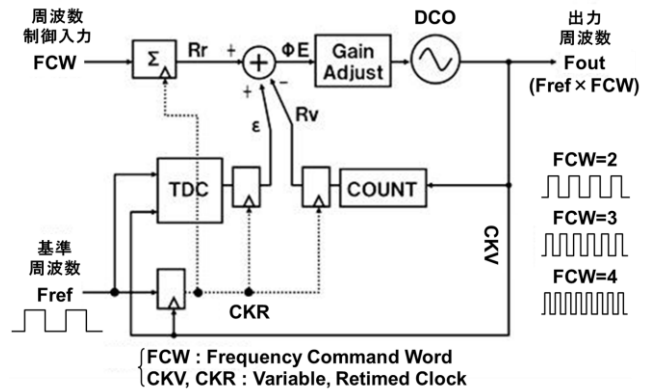 周波数
制御入力
FCW
Σ
Rr
+
+
ΦE
−
Gain
Adjust
DCO
出力
周波数
Fout
(Fref×FCW)
+
ε
Rv
TDC
COUNT
CKV
FCW=2
FCW=3
FCW=4
基準
周波数
Fref
CKR
FCW : Frequency Command Word
CKV, CKR : Variable, Retimed Clock